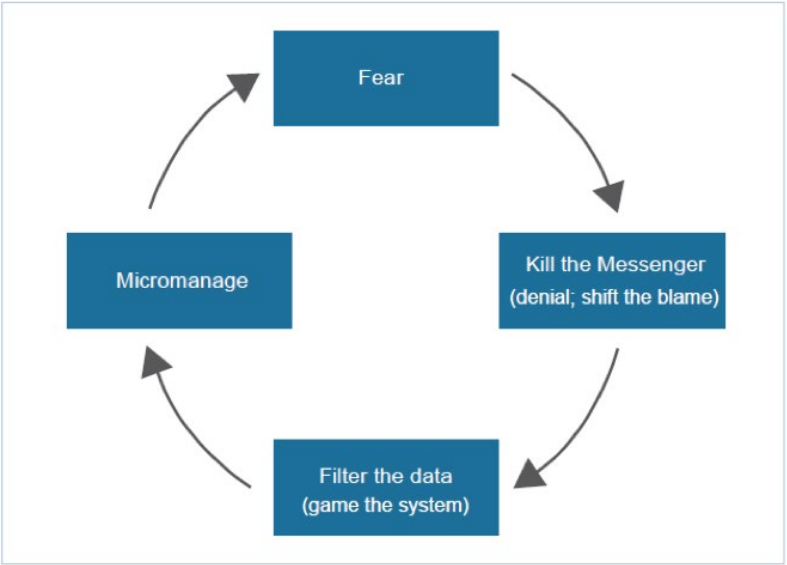 Fear
Kill the Messenger
(denial; shift the blame)
Filter the data
(game the system)
Micromanage